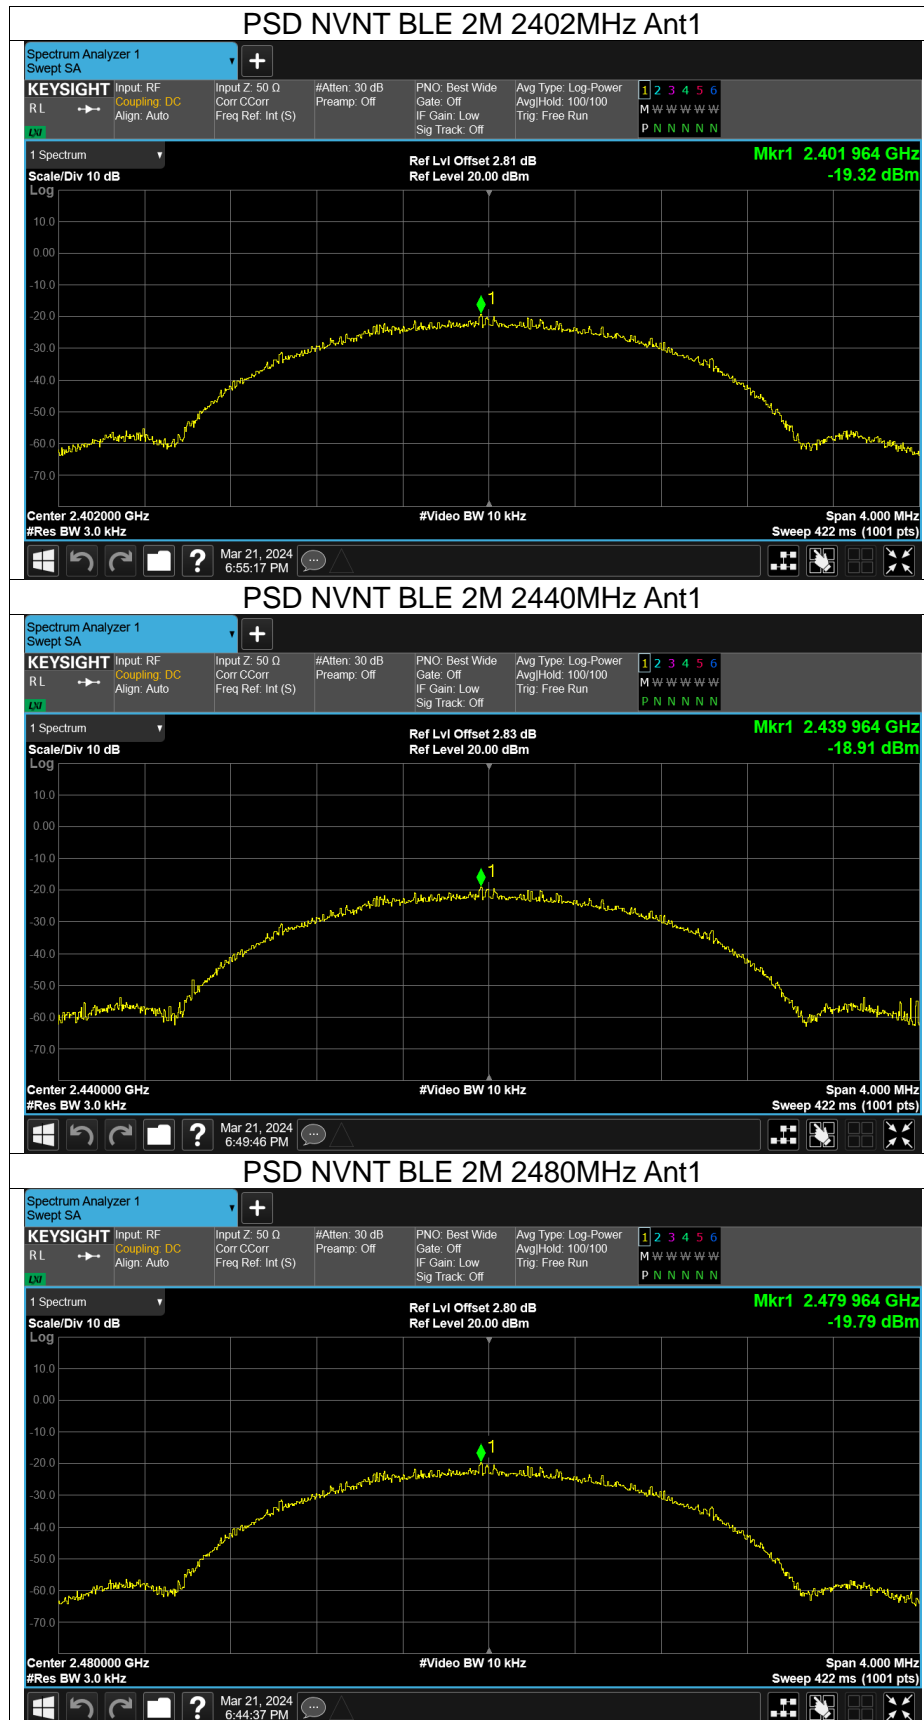 PSD NVNT BLE 2M 2402MHz Ant1
Spectrum Analyzer 1
Swept SA
KEYSIGHT
RL
LXI
Input: RF
Coupling: DC
Align: Auto
Input Z: 50 Ω
Corr CCorr
Freq Ref: Int (S)
#Atten: 30 dB
Preamp: Off
PNO: Best Wide
Gate: Off
IF Gain: Low
Sig Track: Off
Avg Type: Log-Power
Avg|Hold: 100/100
Trig: Free Run
1 2 3 4 5 6
M W W W W W
P N N N N N
1 Spectrum
Scale/Div 10 dB
Ref Lvl Offset 2.81 dB
Ref Level 20.00 dBm
Mkr1 2.401 964 GHz
-19.32 dBm
Log
10.0
0.00
-10.0
-20.0
-30.0
-40.0
-50.0
-60.0
-70.0
1
Center 2.402000 GHz
#Res BW 3.0 kHz
#Video BW 10 kHz
Span 4.000 MHz
Sweep 422 ms (1001 pts)
?
Mar 21, 2024
6:55:17 PM
PSD NVNT BLE 2M 2440MHz Ant1
Spectrum Analyzer 1
Swept SA
KEYSIGHT
RL
LXI
Input: RF
Coupling: DC
Align: Auto
Input Z: 50 Ω
Corr CCorr
Freq Ref: Int (S)
#Atten: 30 dB
Preamp: Off
PNO: Best Wide
Gate: Off
IF Gain: Low
Sig Track: Off
Avg Type: Log-Power
Avg|Hold: 100/100
Trig: Free Run
1 2 3 4 5 6
M W W W W W
P N N N N N
1 Spectrum
Scale/Div 10 dB
Ref Lvl Offset 2.83 dB
Ref Level 20.00 dBm
Mkr1 2.439 964 GHz
-18.91 dBm
Log
10.0
0.00
-10.0
-20.0
-30.0
-40.0
-50.0
-60.0
-70.0
1
Center 2.440000 GHz
#Res BW 3.0 kHz
#Video BW 10 kHz
Span 4.000 MHz
Sweep 422 ms (1001 pts)
?
Mar 21, 2024
6:49:46 PM
PSD NVNT BLE 2M 2480MHz Ant1
Spectrum Analyzer 1
Swept SA
KEYSIGHT
RL
LXI
Input: RF
Coupling: DC
Align: Auto
Input Z: 50 Ω
Corr CCorr
Freq Ref: Int (S)
#Atten: 30 dB
Preamp: Off
PNO: Best Wide
Gate: Off
IF Gain: Low
Sig Track: Off
Avg Type: Log-Power
Avg|Hold: 100/100
Trig: Free Run
1 2 3 4 5 6
M W W W W W
P N N N N N
1 Spectrum
Scale/Div 10 dB
Ref Lvl Offset 2.80 dB
Ref Level 20.00 dBm
Mkr1 2.479 964 GHz
-19.79 dBm
Log
10.0
0.00
-10.0
-20.0
-30.0
-40.0
-50.0
-60.0
-70.0
1
Center 2.480000 GHz
#Res BW 3.0 kHz
#Video BW 10 kHz
Span 4.000 MHz
Sweep 422 ms (1001 pts)
?
Mar 21, 2024
6:44:37 PM